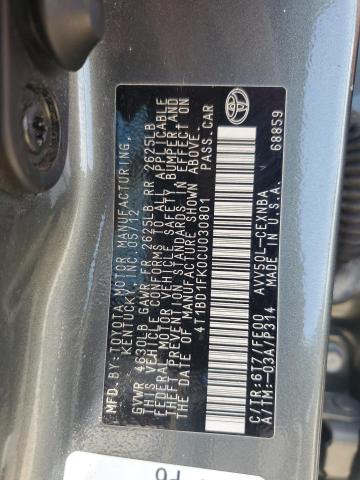 MFD.BY:TOYOTA MOTOR MANUFACTURING,
KENTUCKY, INC.05/12
GVWR 4630LB GAWR FR 2625LB RR 2625LB
THIS VEHICLE CONFORMS TO ALL APPLICABLE
FEDERAL MOTOR VEHICLE SAFETY BUMPER,AND
THEFT PREVENTION STANDARDS IN EFFECT ON
THE DATE OF MANUFACTURE SHOWN ABOVE.
4T1BD1FK0CU030801 PASS.CAR
68859
C/TR:6T7/FE00 AVV50L-CEXNBA
A/TM:-03A/P314 MADE IN U.S.A.